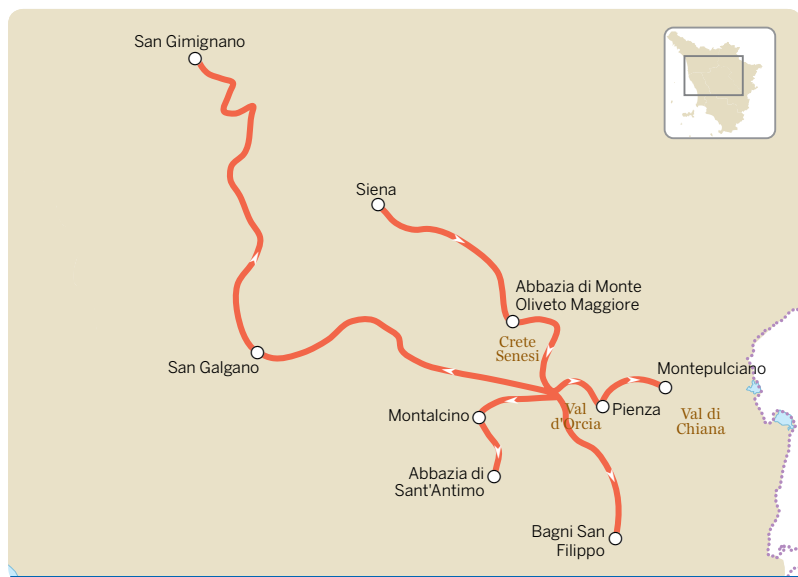 San Gimignano
Siena
Abbazia di Monte
Oliveto Maggiore
Crete
Senesi
San Galgano
Montepulciano
Montalcino
Val
d'Orcia
Pienza
Val di
Chiana
Abbazia di
Sant'Antimo
Bagni San
Filippo